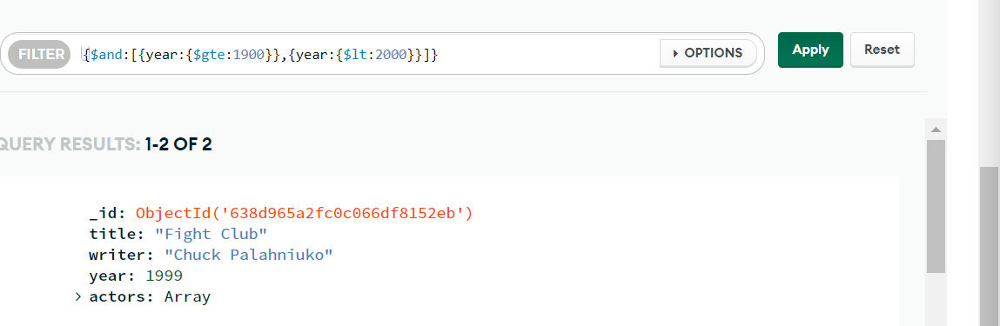 FILTER {$and:[{year:{$gte:1900}},{year:{$lt:2000}}]} OPTIONS Apply Reset
QUERY RESULTS: 1-2 OF 2
_id: ObjectId('638d965a2fc0c066df8152eb')
title: "Fight Club"
writer: "Chuck Palahniuko"
year: 1999
> actors: Array